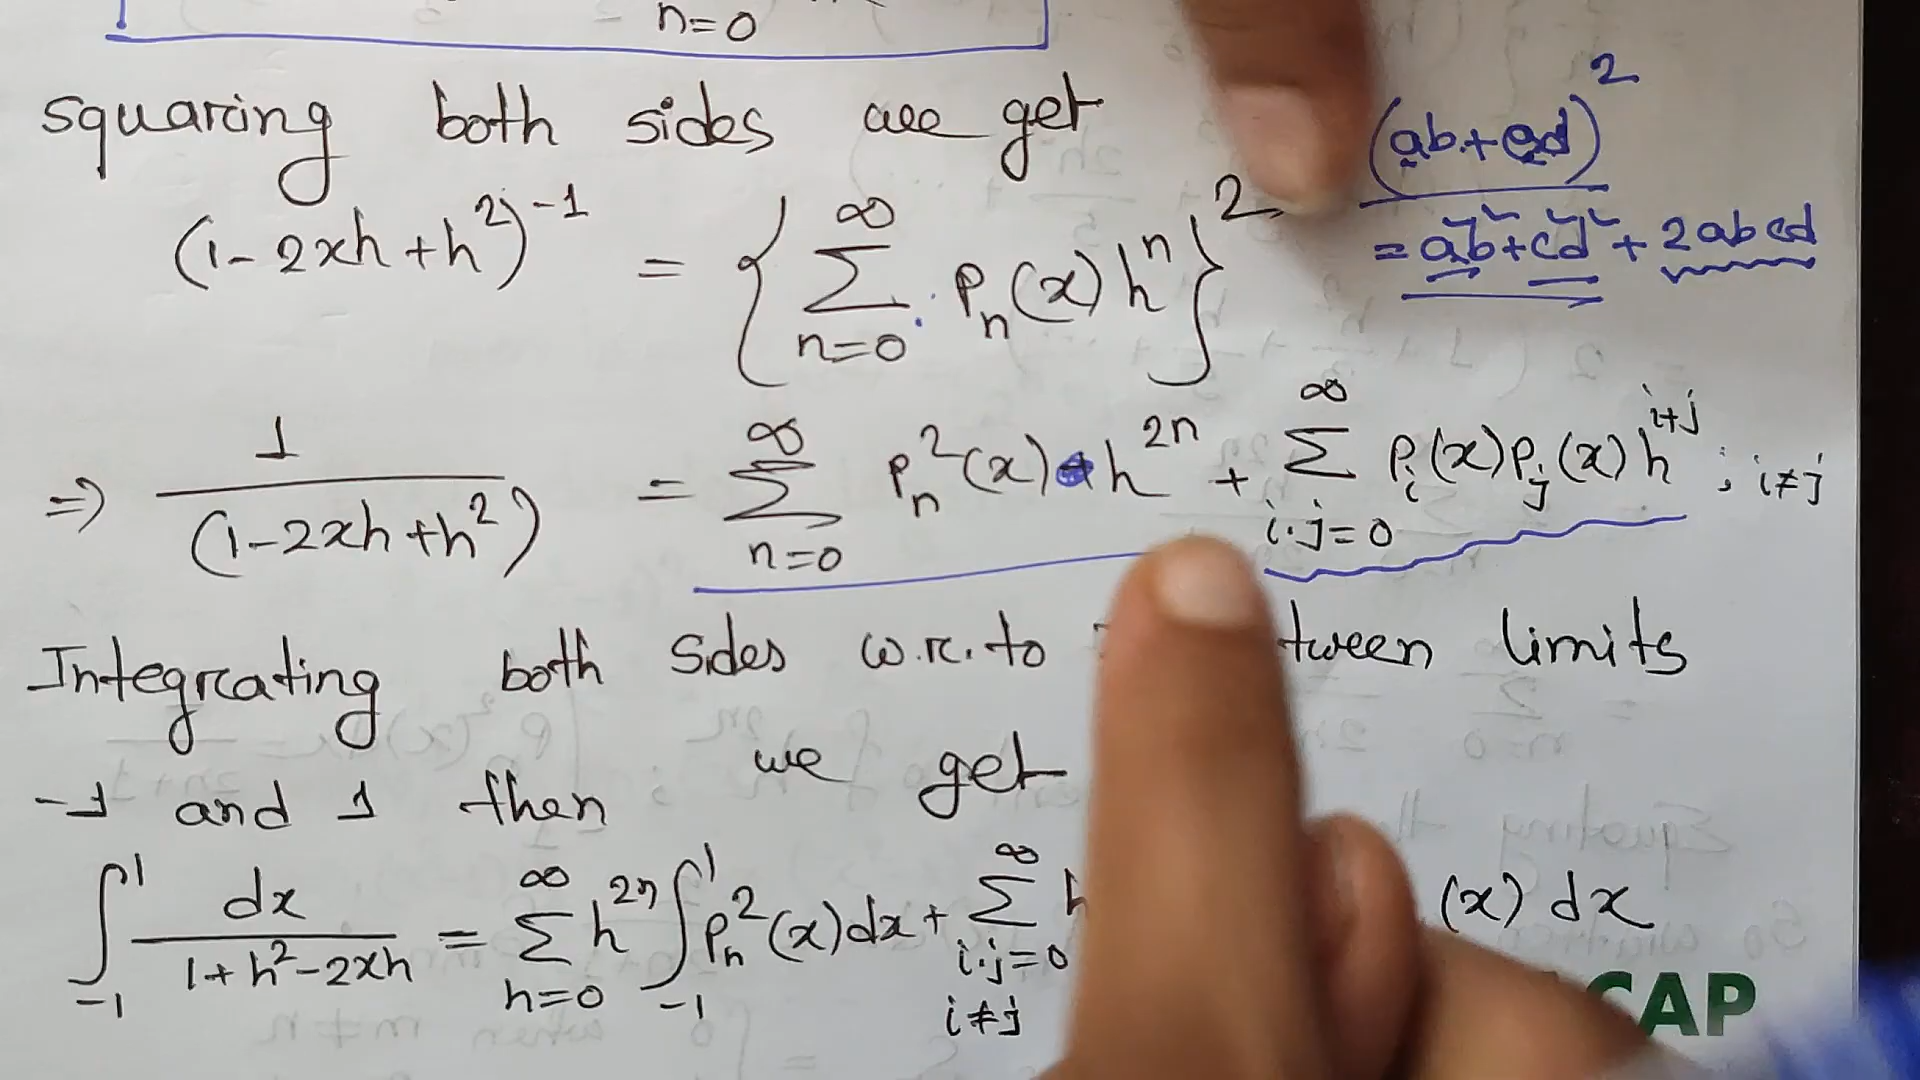 n=0
squaring both sides we get
(1-2xh+h²)⁻¹ = {∞ ∑ n=0 Pₙ(x)hⁿ}²
(ab+cd)²
=a²b²+c²d²+2abcd
⇒ 1/(1-2xh+h²) = ∞ ∑ n=0 Pₙ²(x) h²ⁿ + ∞ ∑ i,j=0 Pᵢ(x)Pⱼ(x)hⁱ⁺ʲ ; i≠j
Integrating both sides w.r.to tween limits
-1 and 1 then we get
∫₋₁¹ dx/(1+h²-2xh) = ∞ ∑ n=0 h²ⁿ ∫₋₁¹ Pₙ²(x)dx + ∞ ∑ i,j=0 i≠j h (x) dx
CAP